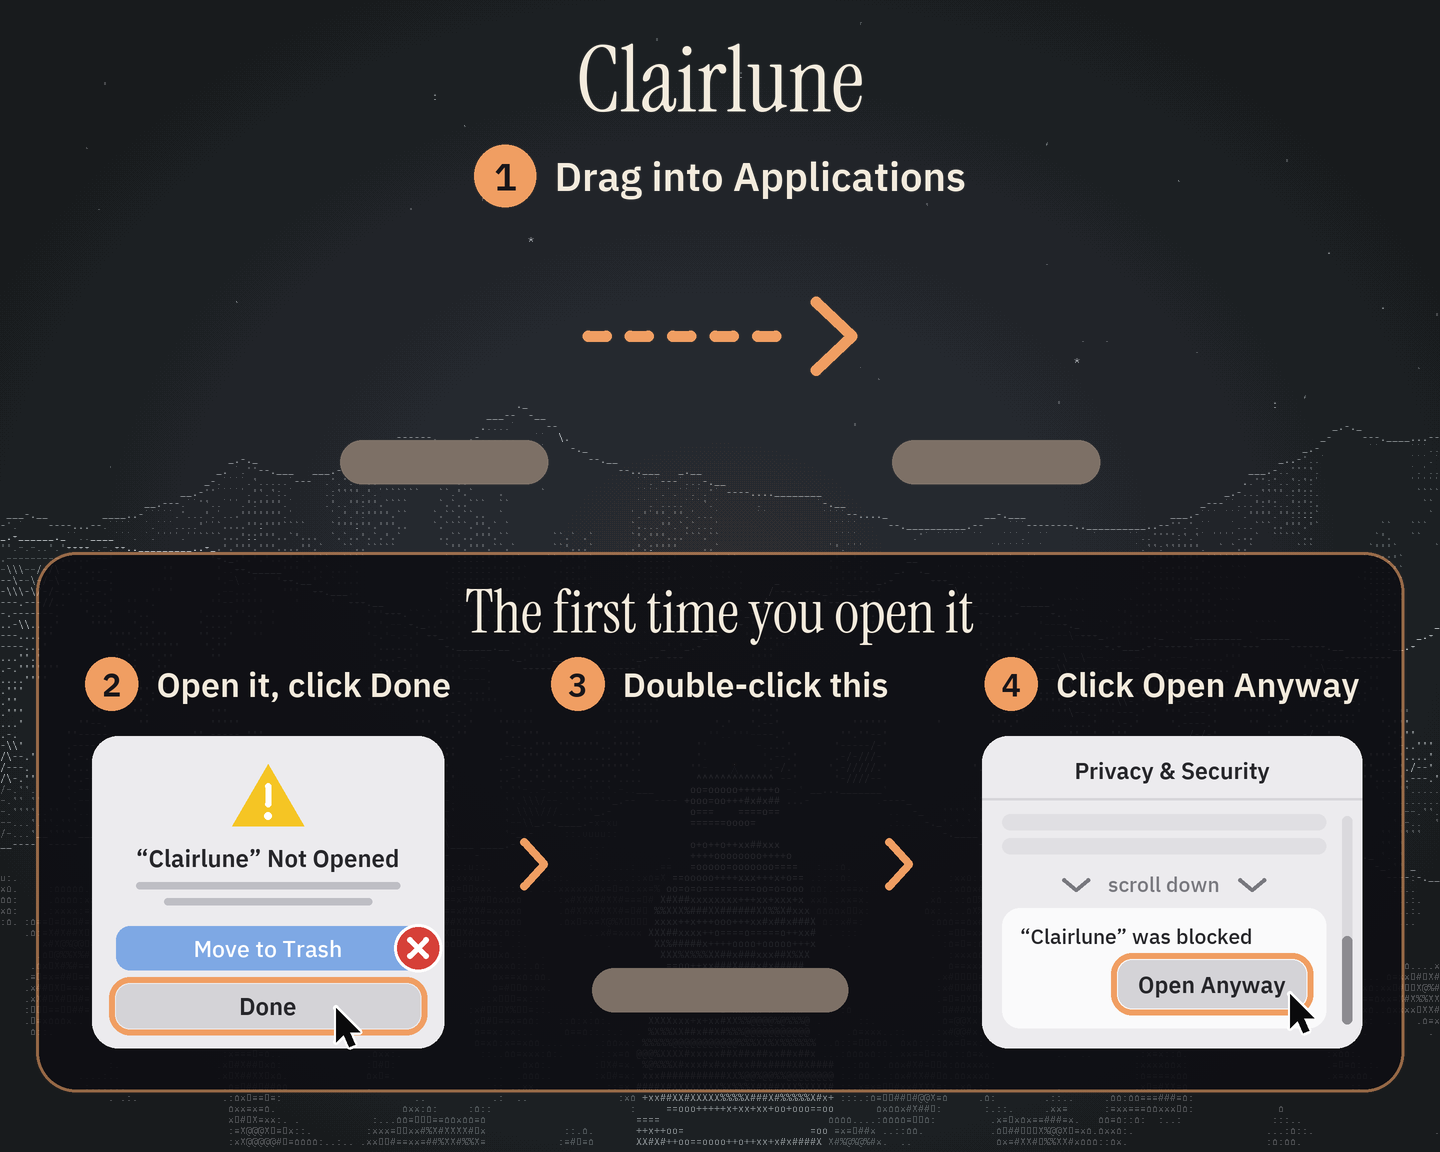 Clairlune
1 Drag into Applications
The first time you open it
2 Open it, click Done
3 Double-click this
4 Click Open Anyway
“Clairlune” Not Opened
Move to Trash
Done
Privacy & Security
scroll down
“Clairlune” was blocked
Open Anyway